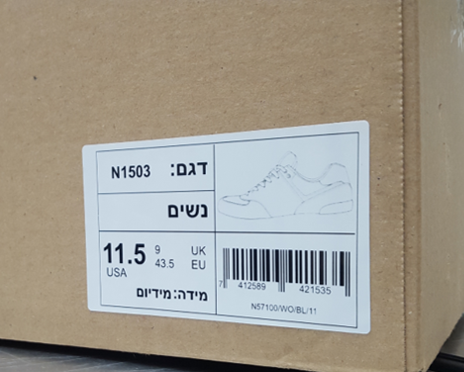 דגם: N1503
נשים
11.5 USA
9 UK
43.5 EU
מידה: מידיום
7 412589 421535
N57100/WO/BL/11